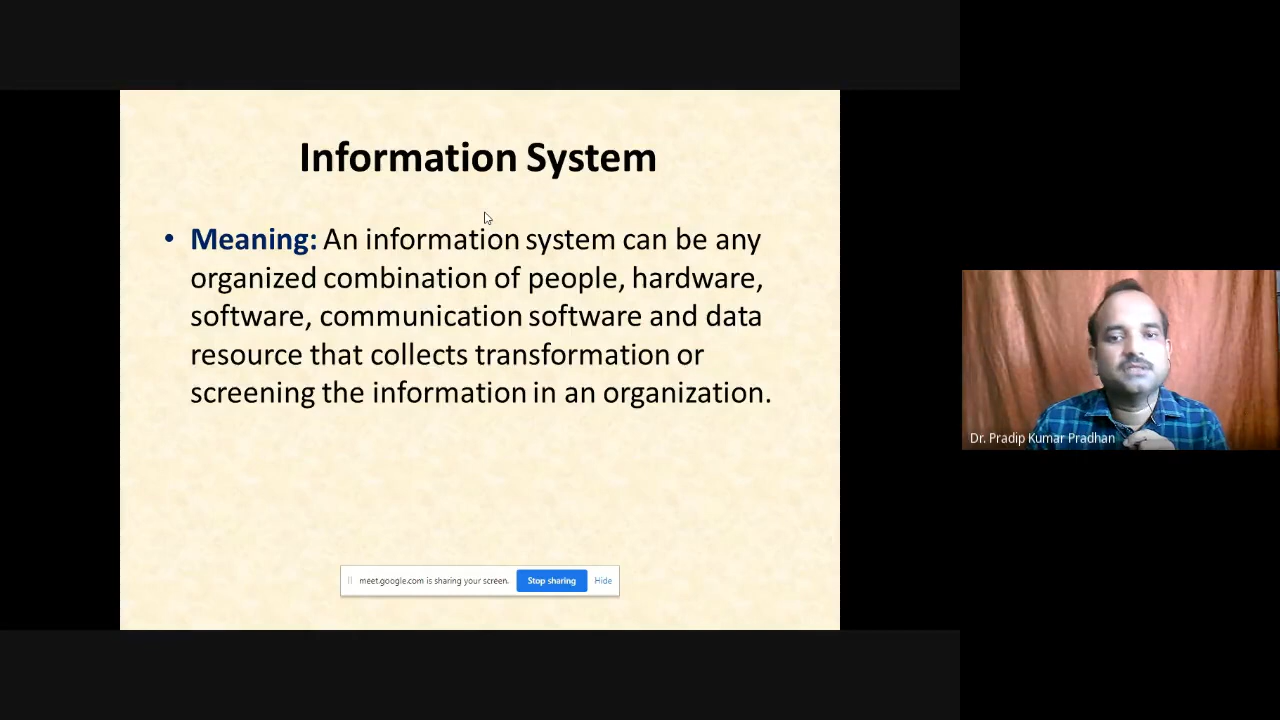 Information System
• Meaning: An information system can be any
organized combination of people, hardware,
software, communication software and data
resource that collects transformation or
screening the information in an organization.
meet.google.com is sharing your screen.
Stop sharing
Hide
Dr. Pradip Kumar Pradhan